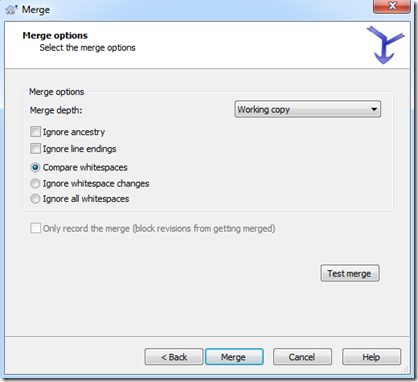 Merge
Merge options
Select the merge options
Merge options
Merge depth: Working copy
Ignore ancestry
Ignore line endings
Compare whitespaces
Ignore whitespace changes
Ignore all whitespaces
Only record the merge (block revisions from getting merged)
Test merge
< Back Merge Cancel Help